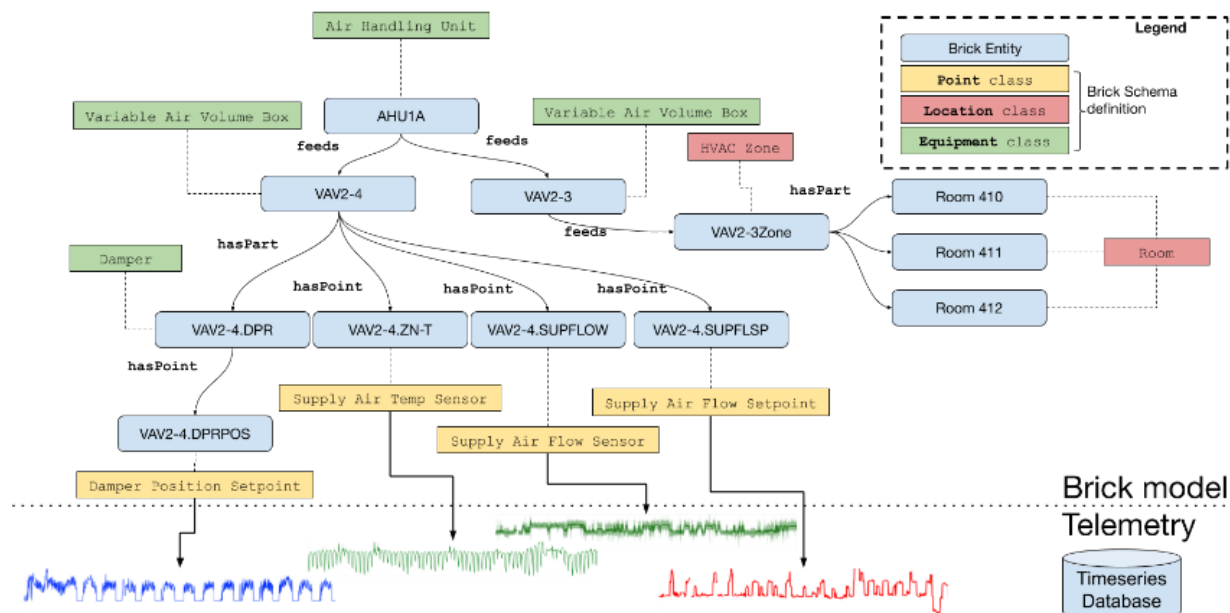 Air Handling Unit
Legend
Brick Entity
Point class
Location class
Equipment class
Brick Schema
definition
Variable Air Volume Box
AHU1A
Variable Air Volume Box
feeds
feeds
HVAC Zone
VAV2-4
VAV2-3
hasPart
Room 410
feeds
VAV2-3Zone
hasPart
Room 411
Room
Damper
hasPoint
hasPoint
hasPoint
Room 412
VAV2-4.DPR
VAV2-4.ZN-T
VAV2-4.SUPFLOW
VAV2-4.SUPFLSP
hasPoint
Supply Air Temp Sensor
Supply Air Flow Setpoint
VAV2-4.DPRPOS
Supply Air Flow Sensor
Damper Position Setpoint
Brick model
Telemetry
Timeseries
Database